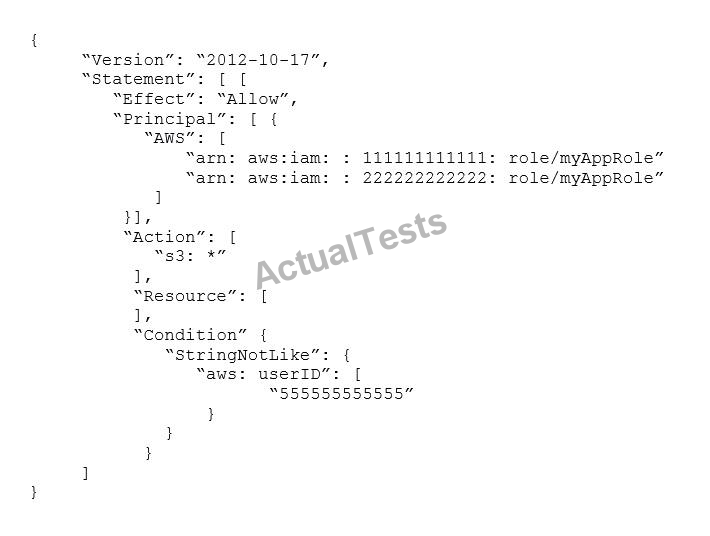 {
“Version”: “2012-10-17”,
“Statement”: [ [
“Effect”: “Allow”,
“Principal”: [ {
“AWS”: [
“arn: aws:iam: : 111111111111: role/myAppRole”
“arn: aws:iam: : 222222222222: role/myAppRole”
]
}],
“Action”: [
“s3: *”
],
“Resource”: [
],
“Condition” {
“StringNotLike”: {
“aws: userID”: [
“555555555555”
}
}
}
]
}
ActualTests